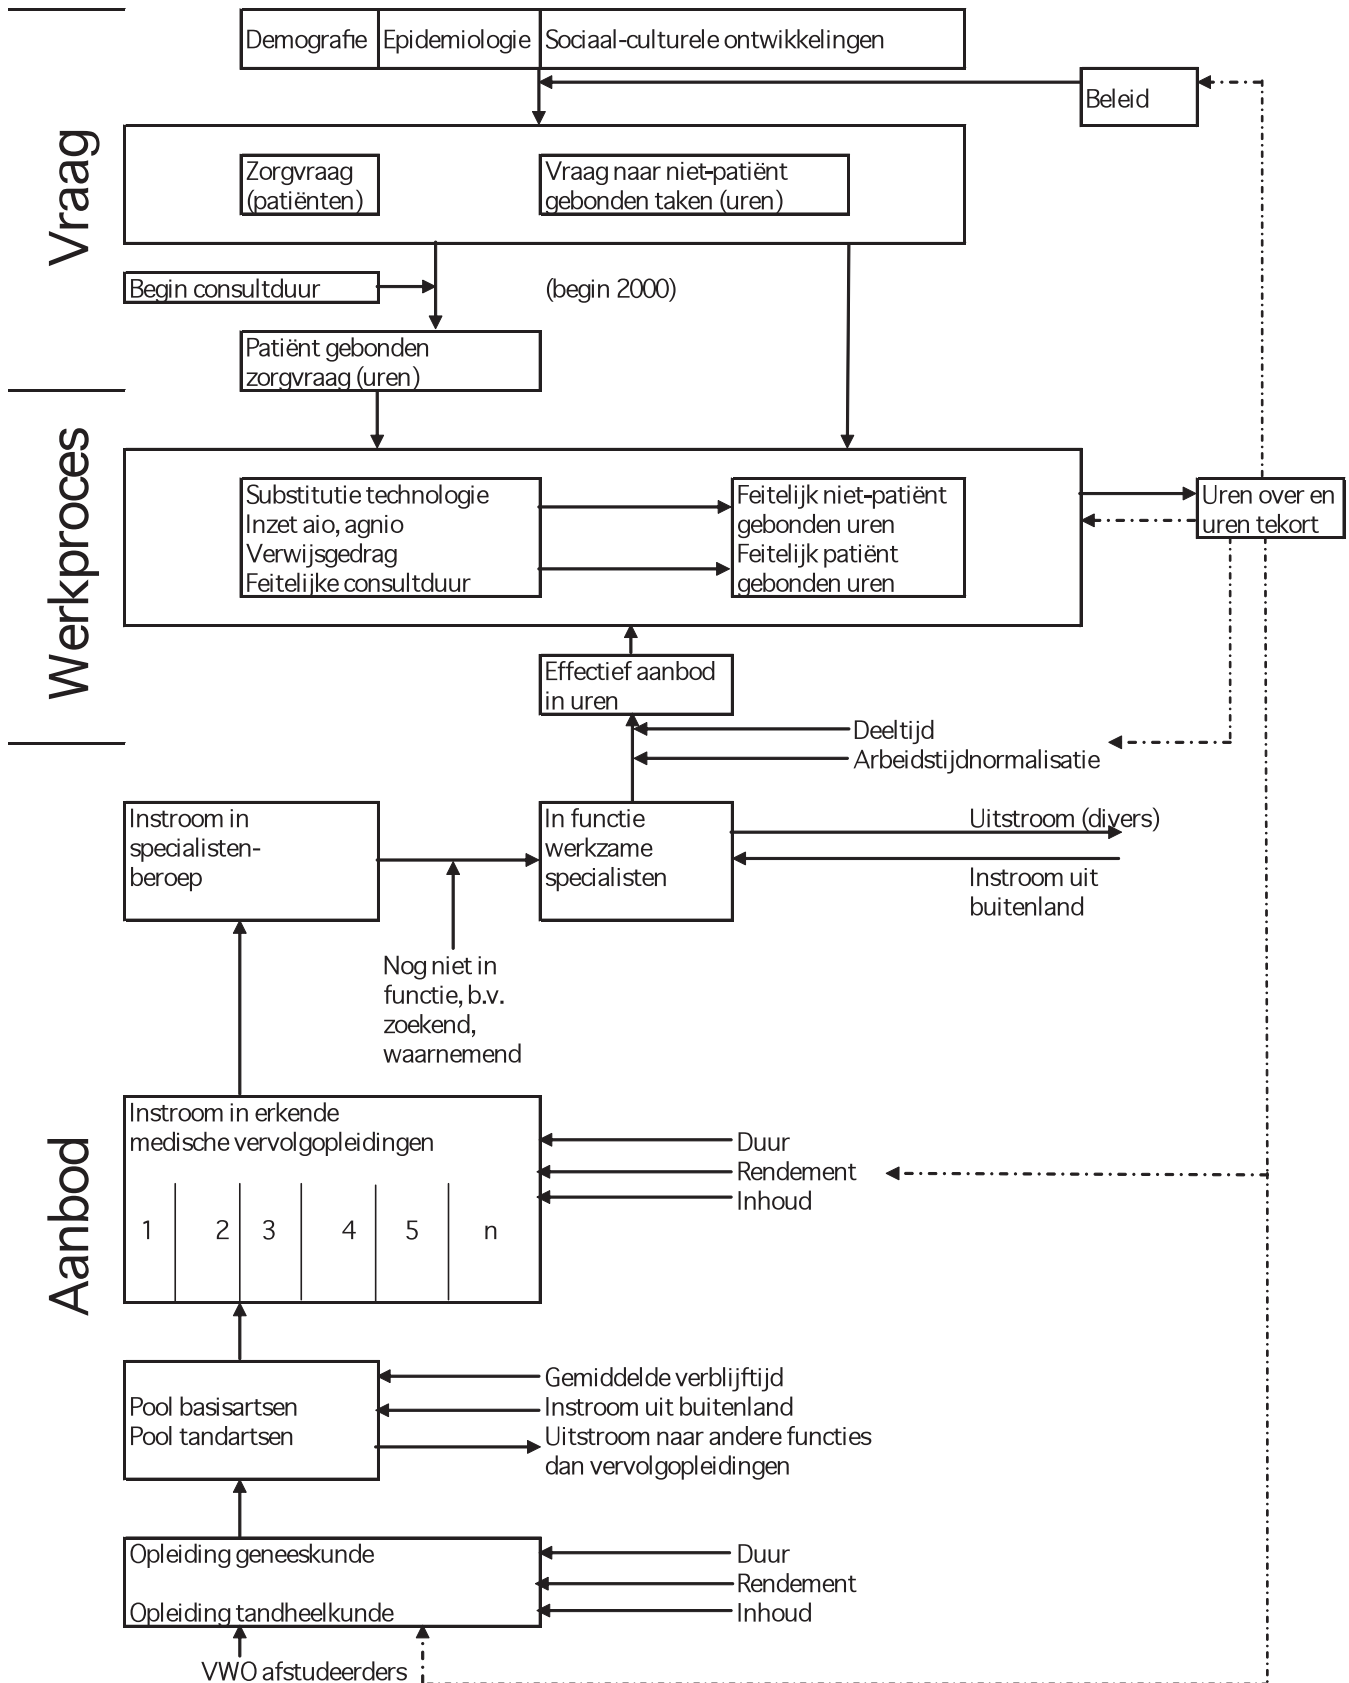 Demografie Epidemiologie Sociaal-culturele ontwikkelingen
Beleid
Vraag
Zorgvraag
(patiënten)
Vraag naar niet-patiënt
gebonden taken (uren)
Begin consultduur
(begin 2000)
Patiënt gebonden
zorgvraag (uren)
Werkproces
Substitutie technologie
Inzet aio, agnio
Verwijsgedrag
Feitelijke consultduur
Feitelijk niet-patiënt
gebonden uren
Feitelijk patiënt
gebonden uren
Uren over en
uren tekort
Effectief aanbod
in uren
Deeltijd
Arbeidstijdnormalisatie
Aanbod
Instroom in
specialisten-
beroep
In functie
werkzame
specialisten
Uitstroom (divers)
Instroom uit
buitenland
Nog niet in
functie, b.v.
zoekend,
waarnemend
Instroom in erkende
medische vervolgopleidingen
1 2 3 4 5 n
Duur
Rendement
Inhoud
Pool basisartsen
Pool tandartsen
Gemiddelde verblijftijd
Instroom uit buitenland
Uitstroom naar andere functies
dan vervolgopleidingen
Opleiding geneeskunde
Opleiding tandheelkunde
Duur
Rendement
Inhoud
VWO afstudeerders